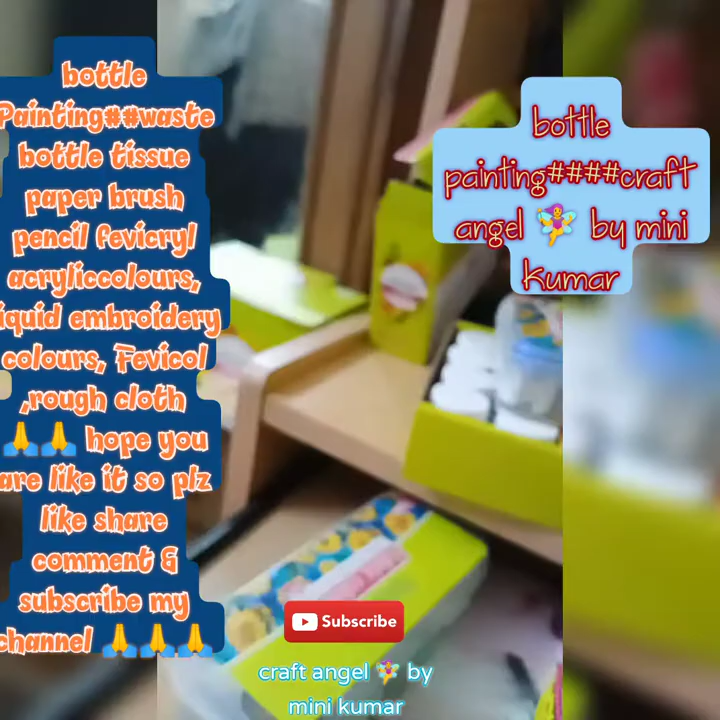 bottle
Painting##waste
bottle tissue
paper brush
pencil fevicryl
acryliccolours,
liquid embroidery
colours, Fevicol
,rough cloth
🙏🙏 hope you
are like it so plz
like share
comment &
subscribe my
channel 🙏🙏🙏
bottle
painting####craft
angel 🧚 by mini
kumar
Subscribe
craft angel 🧚 by
mini kumar